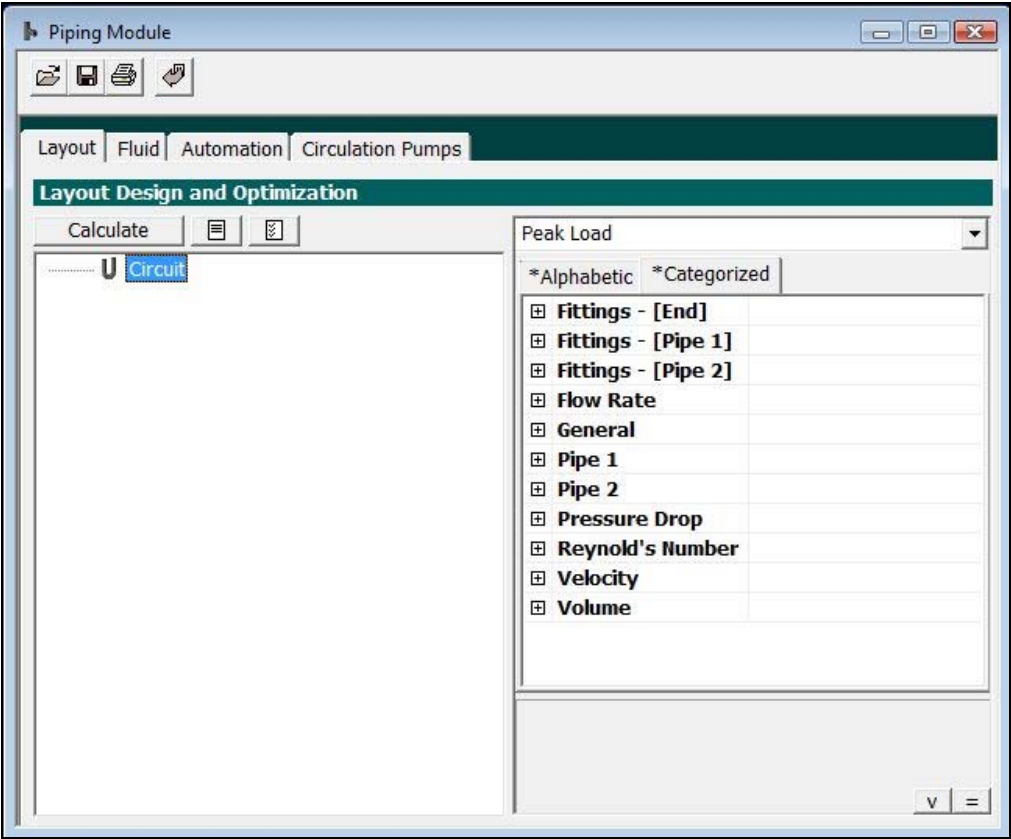 Piping Module
Layout Fluid Automation Circulation Pumps
Layout Design and Optimization
Calculate
Circuit
Peak Load
*Alphabetic *Categorized
Fittings - [End]
Fittings - [Pipe 1]
Fittings - [Pipe 2]
Flow Rate
General
Pipe 1
Pipe 2
Pressure Drop
Reynold's Number
Velocity
Volume
v =